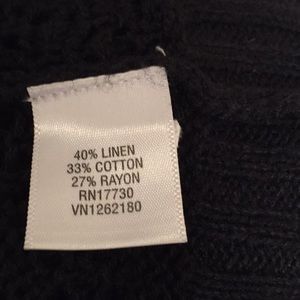 40% LINEN
33% COTTON
27% RAYON
RN17730
VN1262180